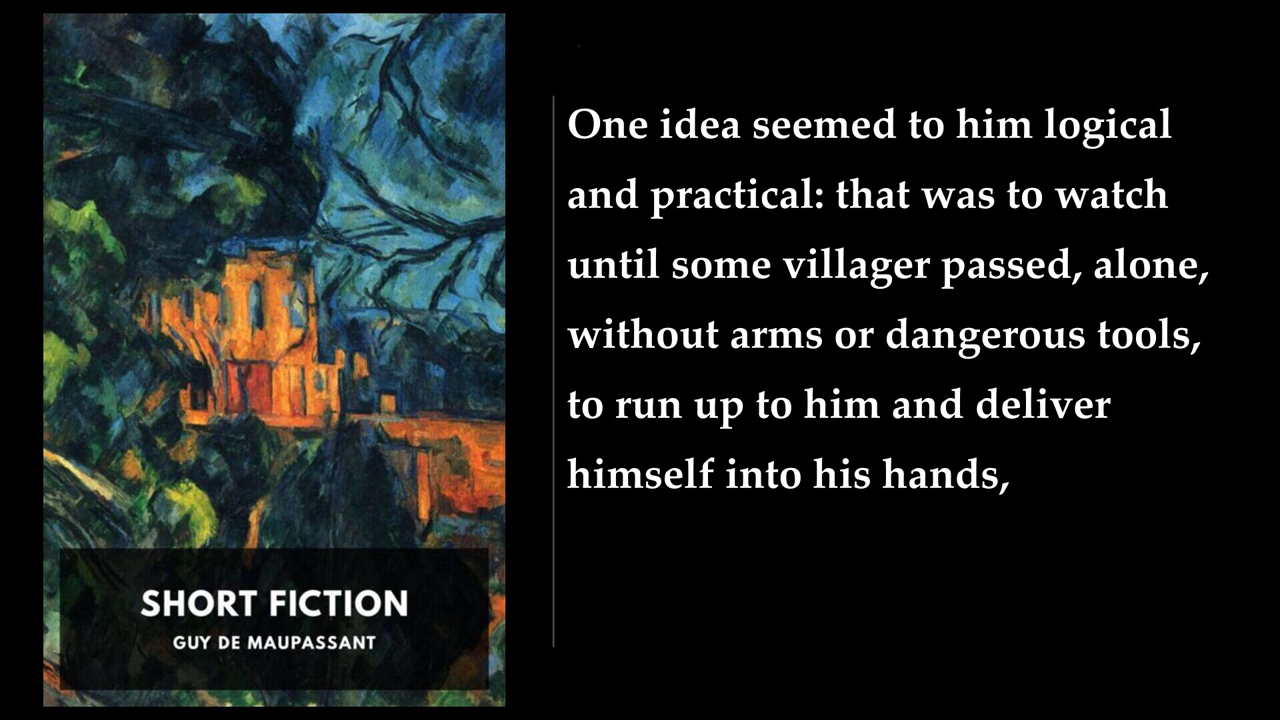 One idea seemed to him logical
and practical: that was to watch
until some villager passed, alone,
without arms or dangerous tools,
to run up to him and deliver
himself into his hands,
SHORT FICTION
GUY DE MAUPASSANT